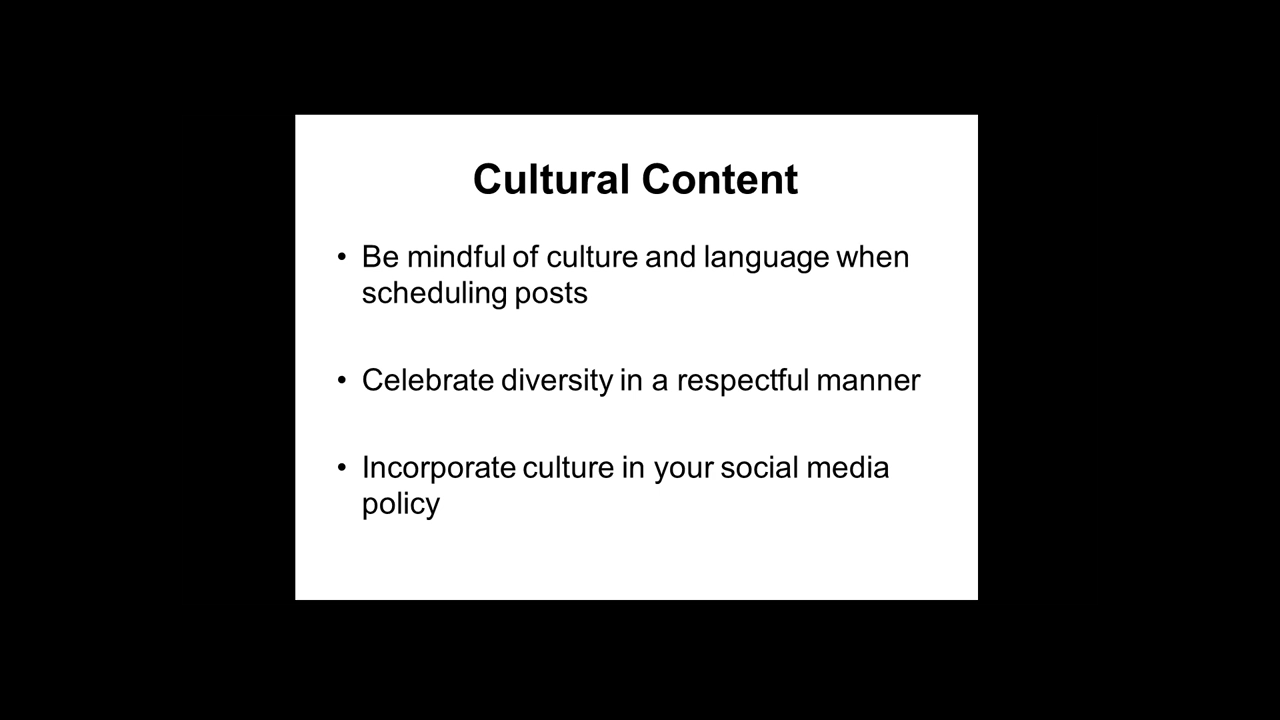 Cultural Content
• Be mindful of culture and language when
scheduling posts
• Celebrate diversity in a respectful manner
• Incorporate culture in your social media
policy